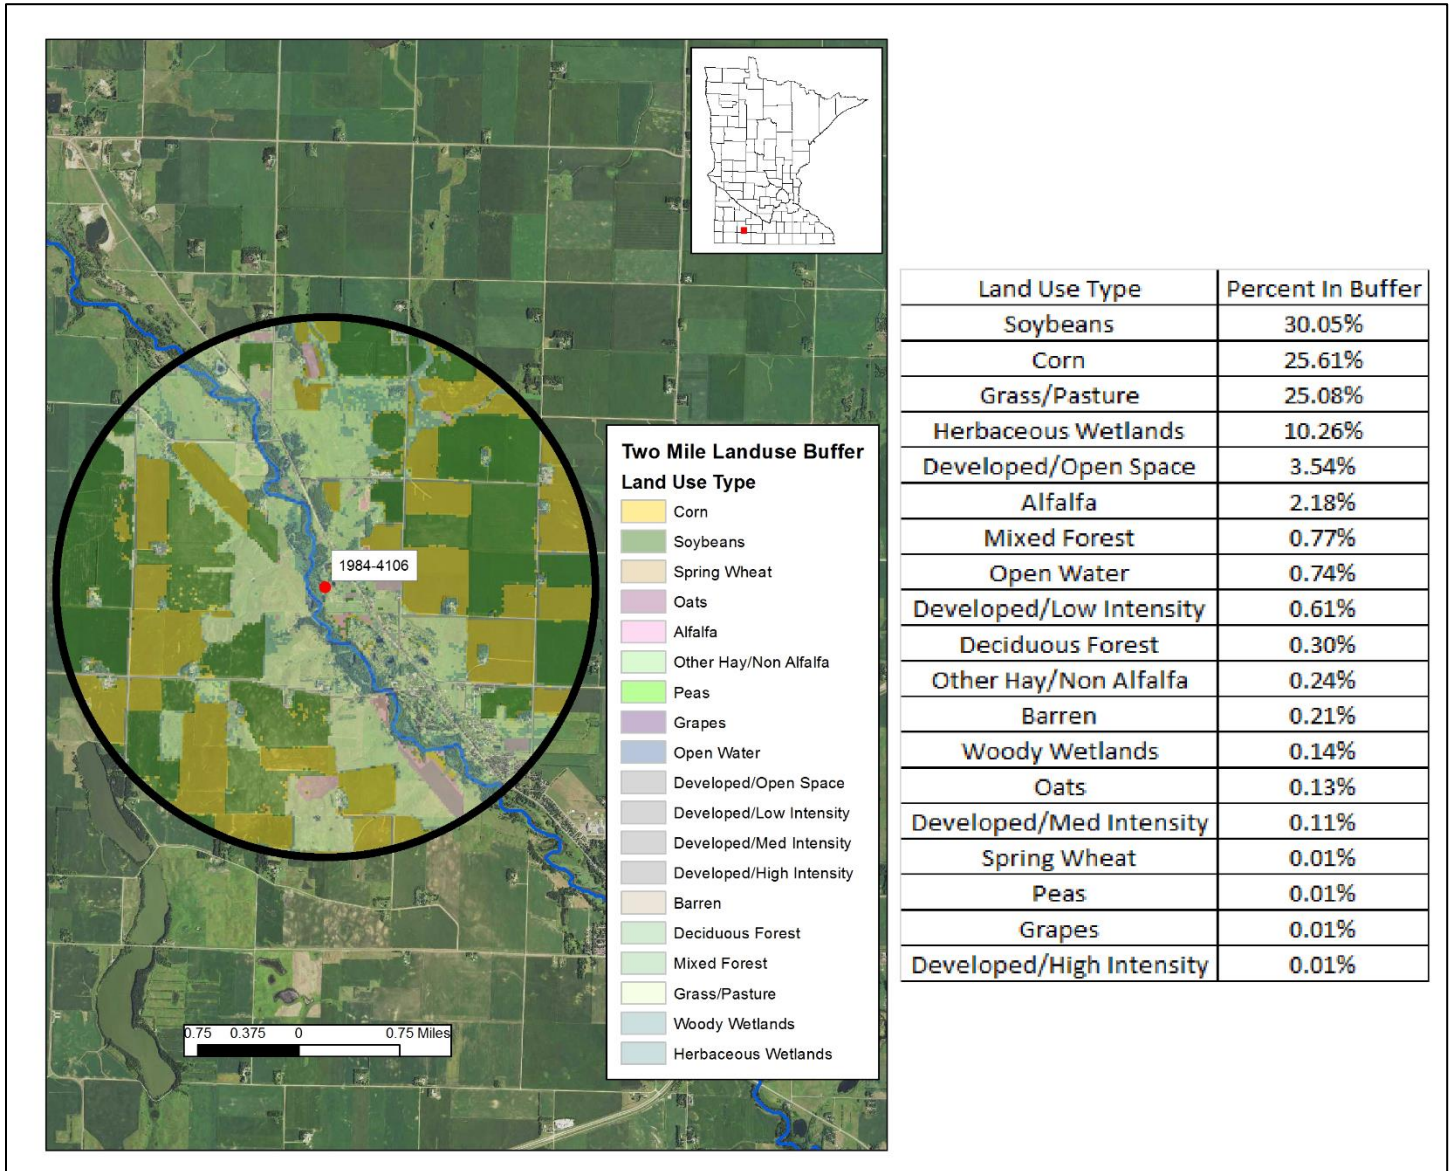 1984-4106
Two Mile Landuse Buffer
Land Use Type
Corn
Soybeans
Spring Wheat
Oats
Alfalfa
Other Hay/Non Alfalfa
Peas
Grapes
Open Water
Developed/Open Space
Developed/Low Intensity
Developed/Med Intensity
Developed/High Intensity
Barren
Deciduous Forest
Mixed Forest
Grass/Pasture
Woody Wetlands
Herbaceous Wetlands
0.75 0.375 0 0.75 Miles
Land Use Type Percent In Buffer
Soybeans 30.05%
Corn 25.61%
Grass/Pasture 25.08%
Herbaceous Wetlands 10.26%
Developed/Open Space 3.54%
Alfalfa 2.18%
Mixed Forest 0.77%
Open Water 0.74%
Developed/Low Intensity 0.61%
Deciduous Forest 0.30%
Other Hay/Non Alfalfa 0.24%
Barren 0.21%
Woody Wetlands 0.14%
Oats 0.13%
Developed/Med Intensity 0.11%
Spring Wheat 0.01%
Peas 0.01%
Grapes 0.01%
Developed/High Intensity 0.01%